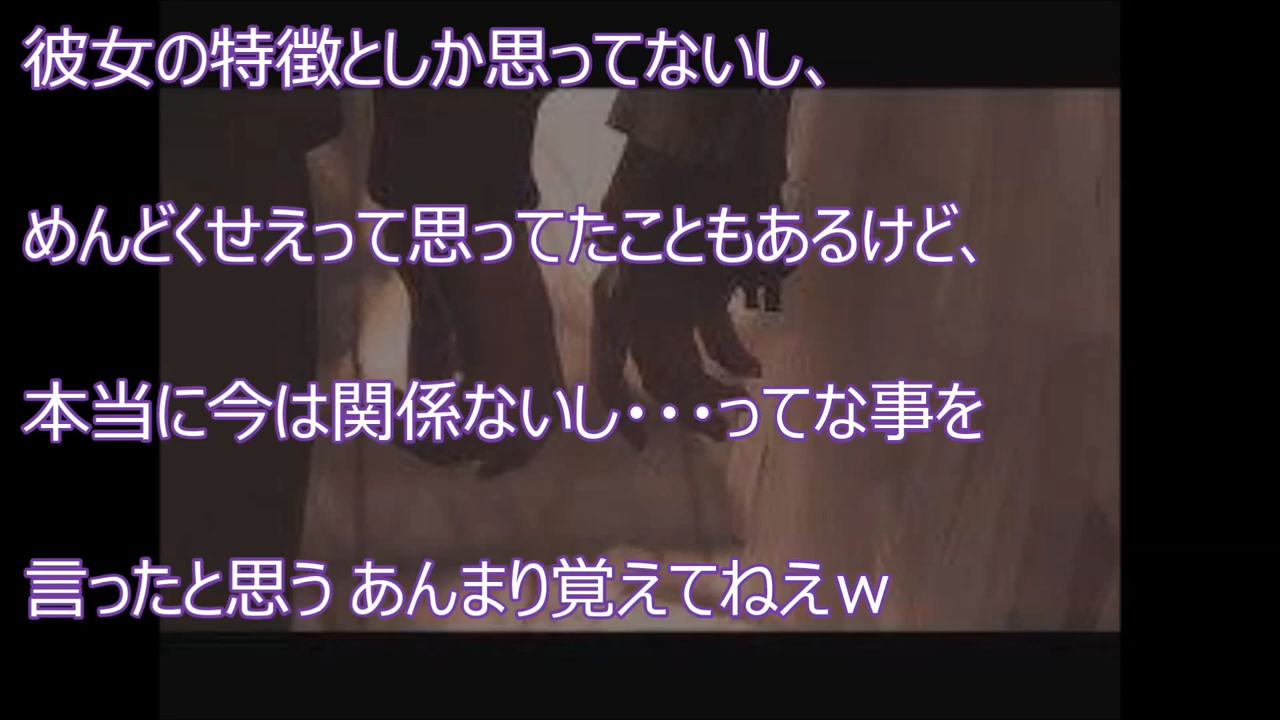 彼女の特徴としか思ってないし、
めんどくせえって思ってたこともあるけど、
本当に今は関係ないし・・・ってな事を
言ったと思う あんまり覚えてねえｗ